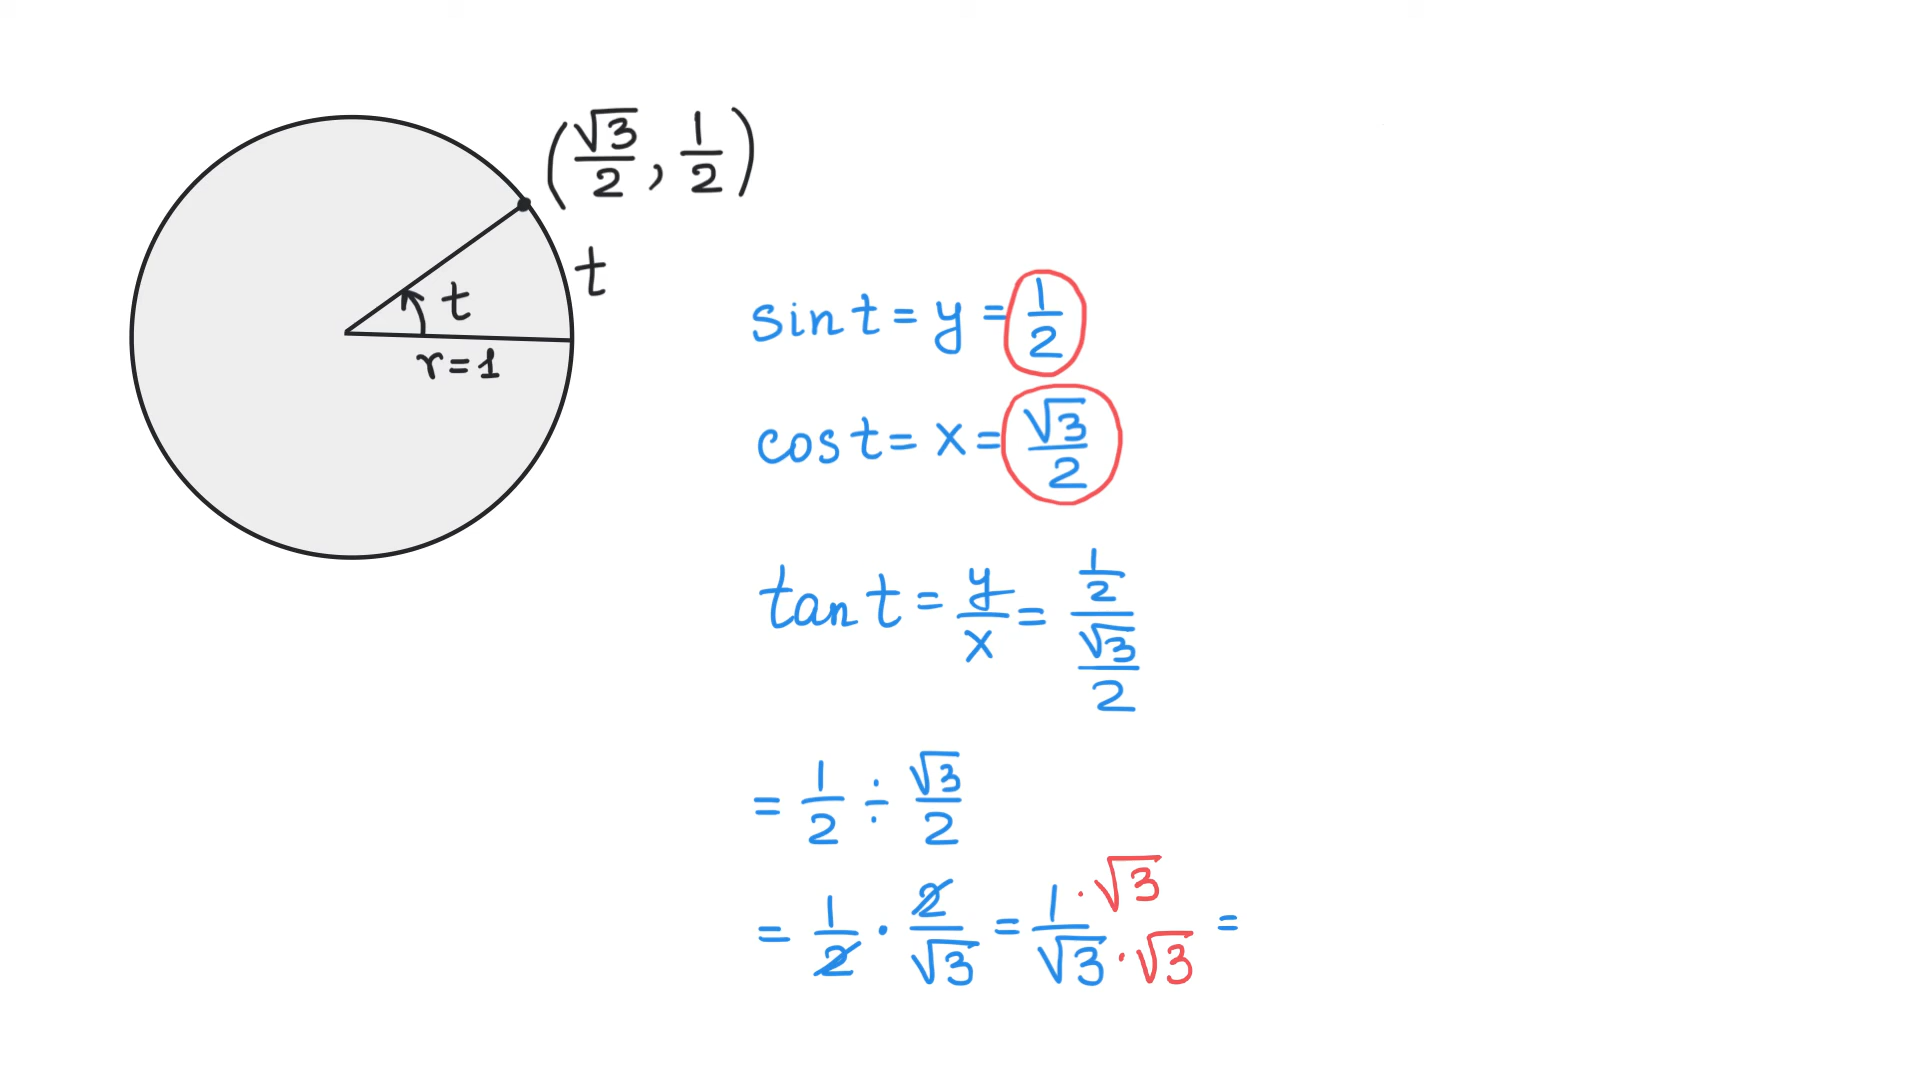 (√3/2, 1/2)
t
t
r=1
sin t = y = 1/2
cos t = x = √3/2
tan t = y/x = (1/2)/(√3/2)
= 1/2 ÷ √3/2
= 1/2 · 2/√3 = (1 · √3)/(√3 · √3) =